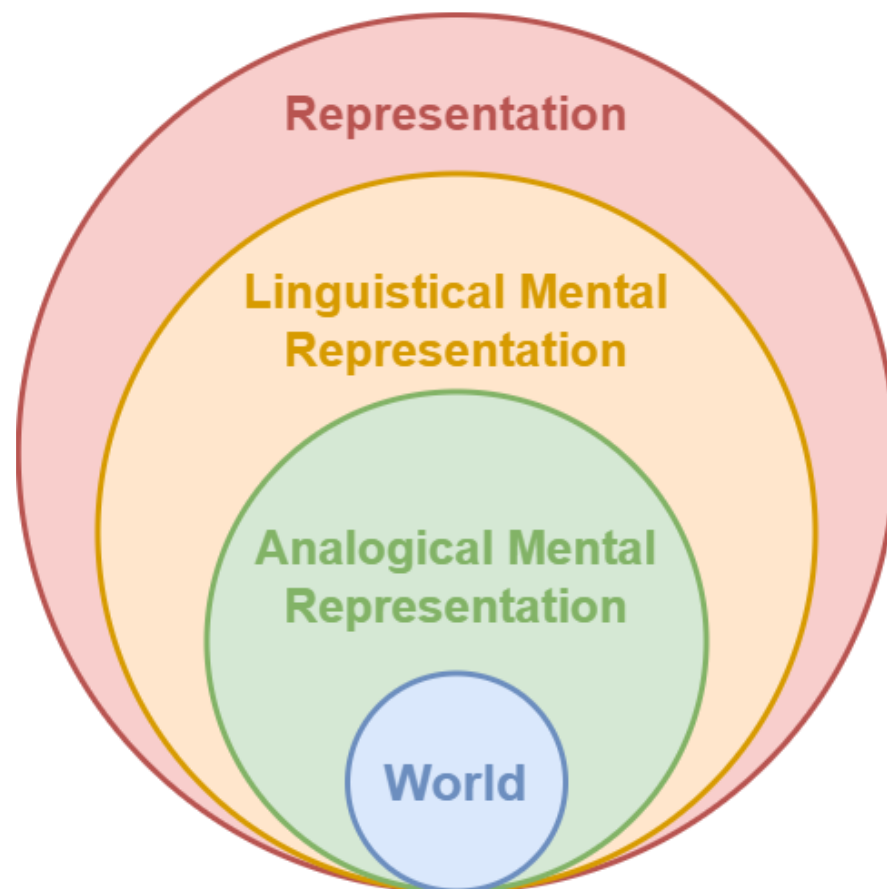 Representation
Linguistical Mental
Representation
Analogical Mental
Representation
World